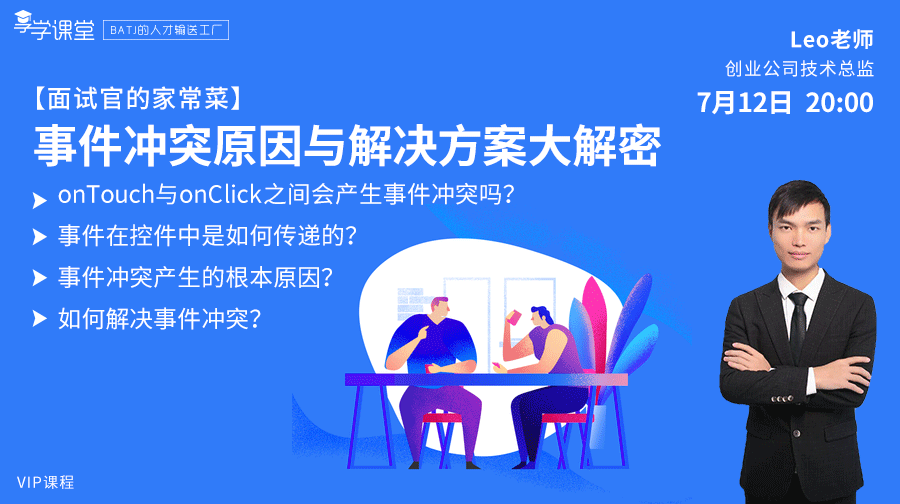 享学课堂
BATJ的人才输送工厂
Leo老师
创业公司技术总监
7月12日 20:00
【面试官的家常菜】
事件冲突原因与解决方案大解密
onTouch与onClick之间会产生事件冲突吗?
事件在控件中是如何传递的?
事件冲突产生的根本原因?
如何解决事件冲突?
VIP课程